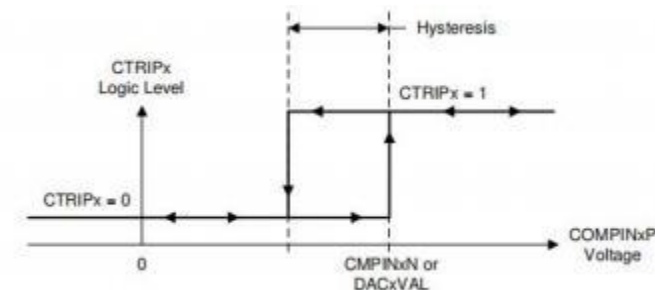 Hysteresis
CTRIPx
Logic Level
CTRIPx = 1
CTRIPx = 0
COMPINxP
Voltage
0
CMPINxN or
DACxVAL